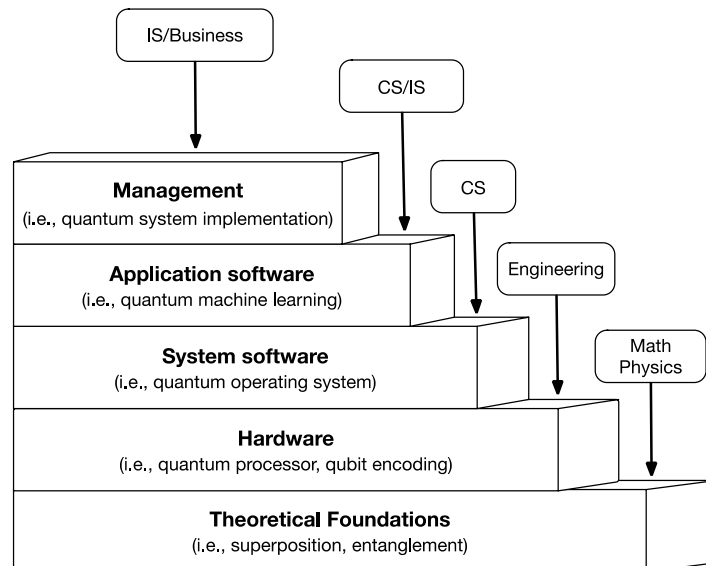 IS/Business
CS/IS
CS
Engineering
Math
Physics
Management
(i.e., quantum system implementation)
Application software
(i.e., quantum machine learning)
System software
(i.e., quantum operating system)
Hardware
(i.e., quantum processor, qubit encoding)
Theoretical Foundations
(i.e., superposition, entanglement)